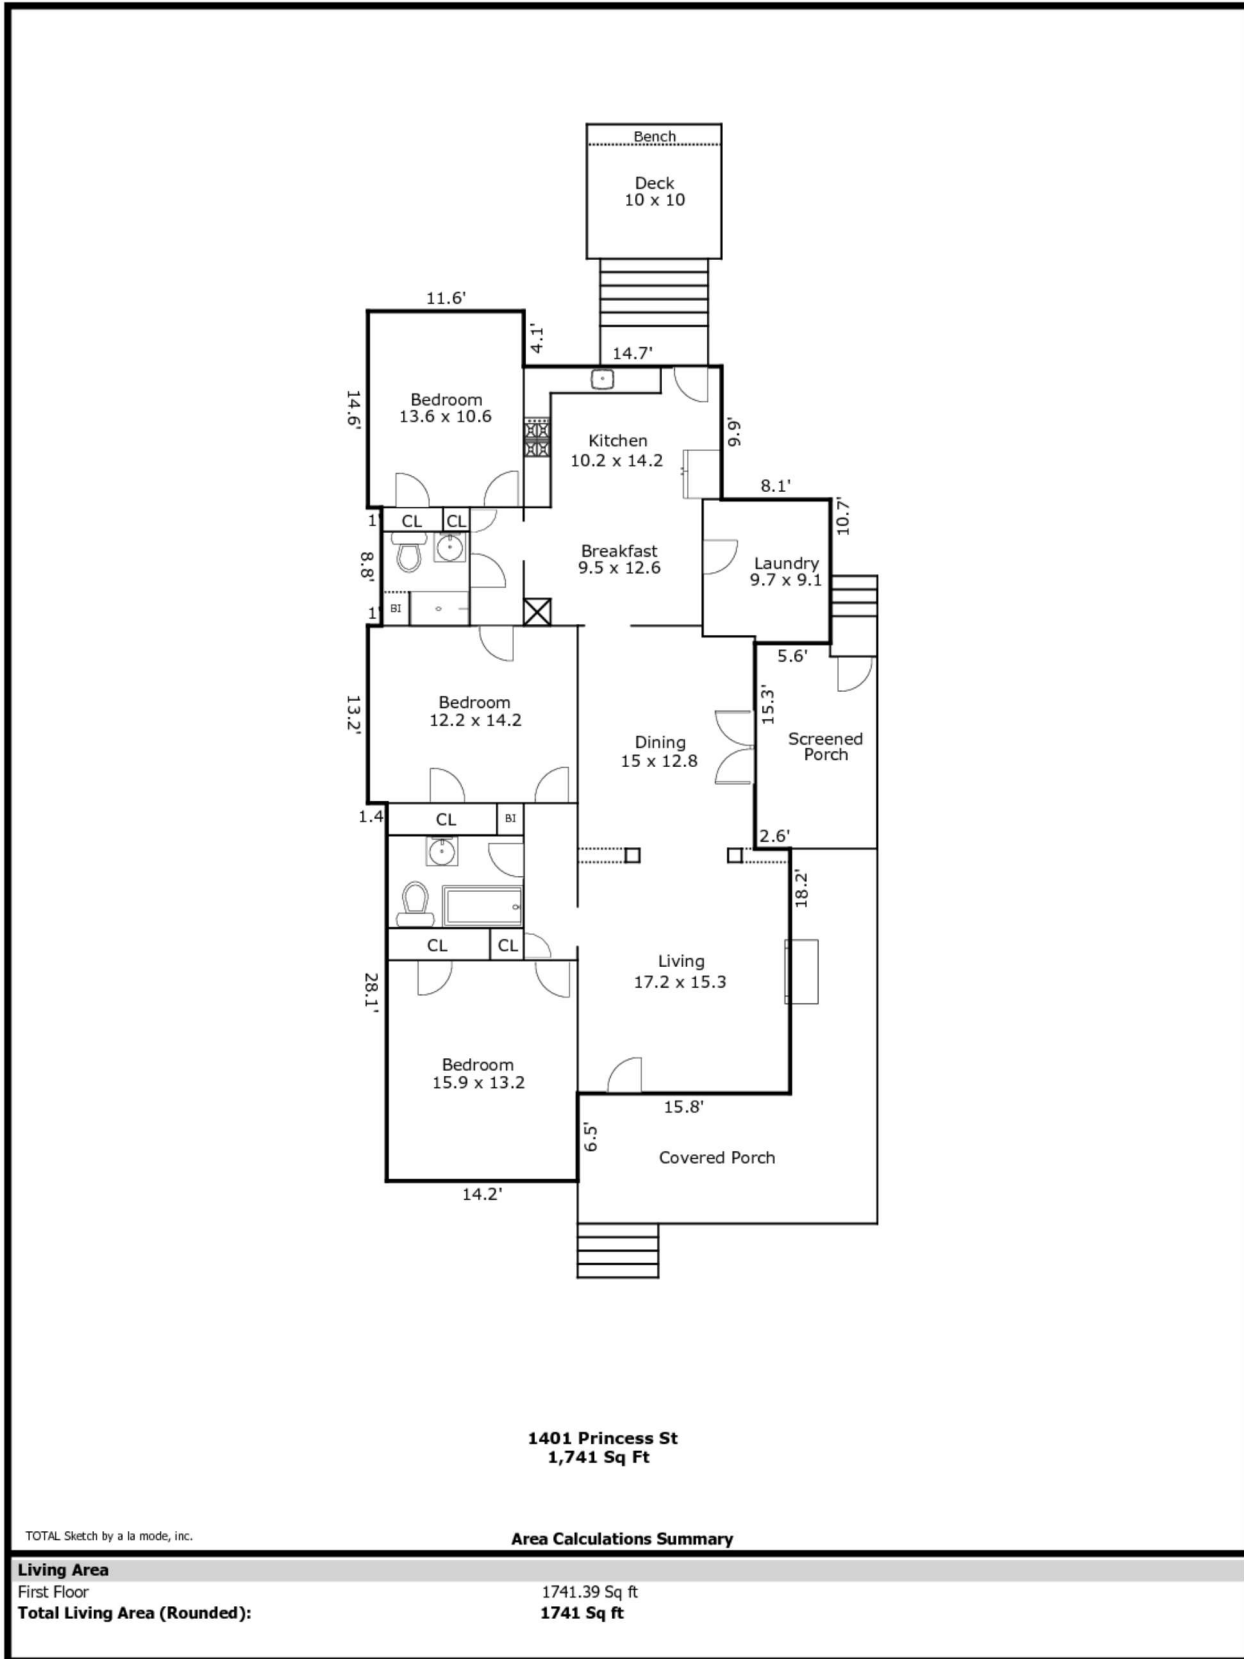 Bench
Deck
10 x 10
11.6'
4.1'
14.7'
14.6'
Bedroom
13.6 x 10.6
Kitchen
10.2 x 14.2
9.9'
8.1'
10.7'
1'
CL
CL
8.8'
Breakfast
9.5 x 12.6
Laundry
9.7 x 9.1
1'
BI
5.6'
13.2'
Bedroom
12.2 x 14.2
15.3'
Dining
15 x 12.8
Screened
Porch
1.4
CL
BI
2.6'
18.2'
CL
CL
Living
17.2 x 15.3
28.1'
Bedroom
15.9 x 13.2
15.8'
6.5'
Covered Porch
14.2'
1401 Princess St
1,741 Sq Ft
TOTAL Sketch by a la mode, inc.
Area Calculations Summary
Living Area
First Floor 1741.39 Sq ft
Total Living Area (Rounded): 1741 Sq ft